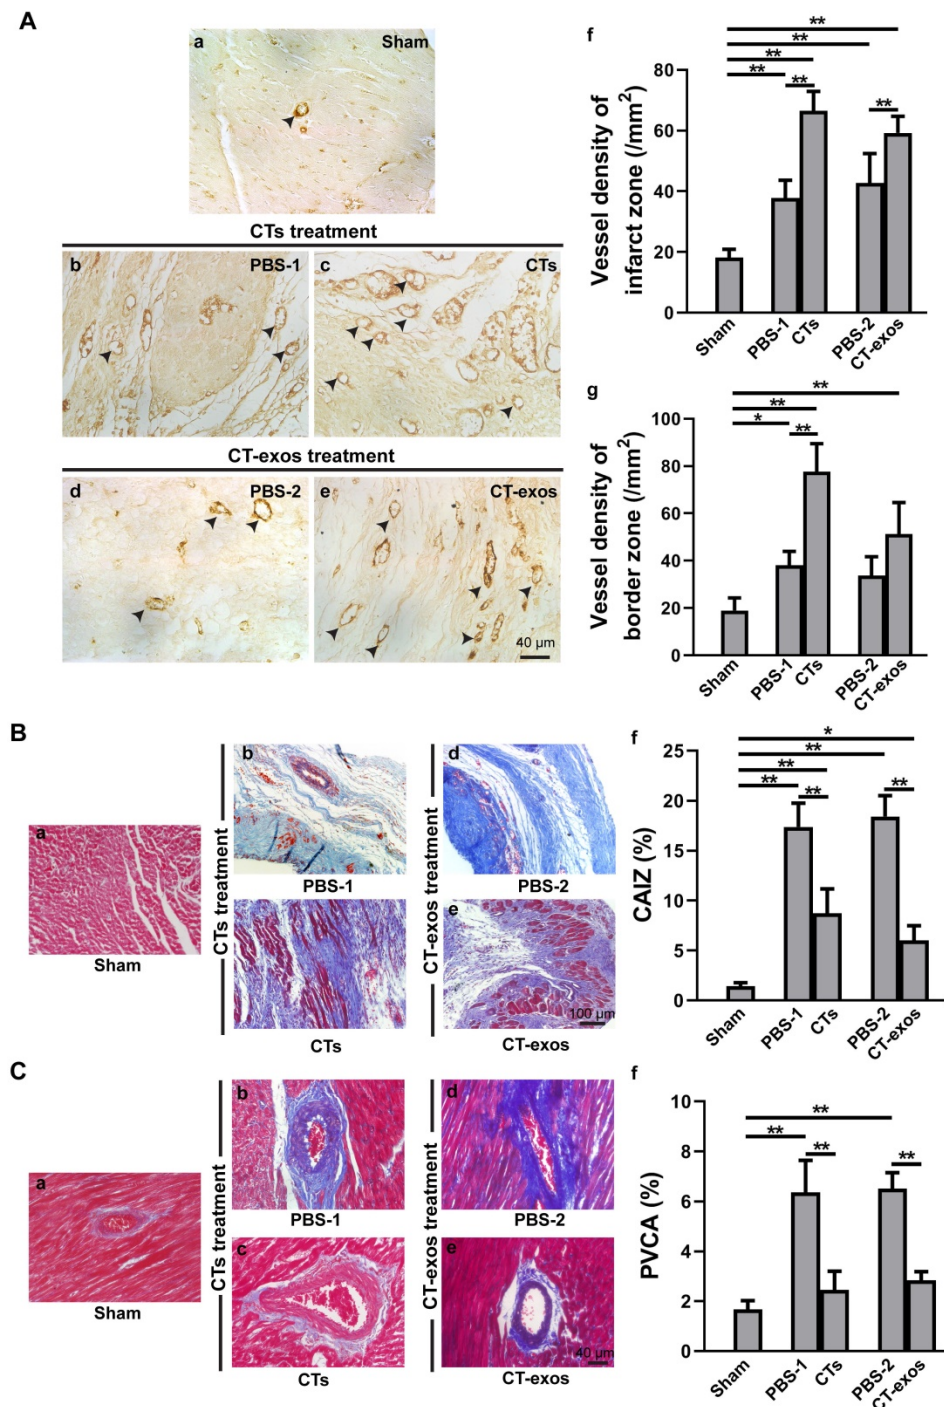 A
a
Sham
CTs treatment
b
PBS-1
c
CTs
CT-exos treatment
d
PBS-2
e
CT-exos
40 µm
f
**
**
**
**
**
**
Vessel density of
infarct zone (/mm²)
80
60
40
20
0
Sham
PBS-1
CTs
PBS-2
CT-exos
g
**
**
*
**
Vessel density of
border zone (/mm²)
100
80
60
40
20
0
Sham
PBS-1
CTs
PBS-2
CT-exos
B
a
Sham
CTs treatment
b
PBS-1
CTs
CT-exos treatment
d
PBS-2
e
100 µm
CT-exos
f
*
**
**
**
**
**
CAIZ (%)
25
20
15
10
5
0
Sham
PBS-1
CTs
PBS-2
CT-exos
C
a
Sham
CTs treatment
b
PBS-1
c
CTs
CT-exos treatment
d
PBS-2
e
40 µm
CT-exos
f
**
**
**
**
PVCA (%)
10
8
6
4
2
0
Sham
PBS-1
CTs
PBS-2
CT-exos